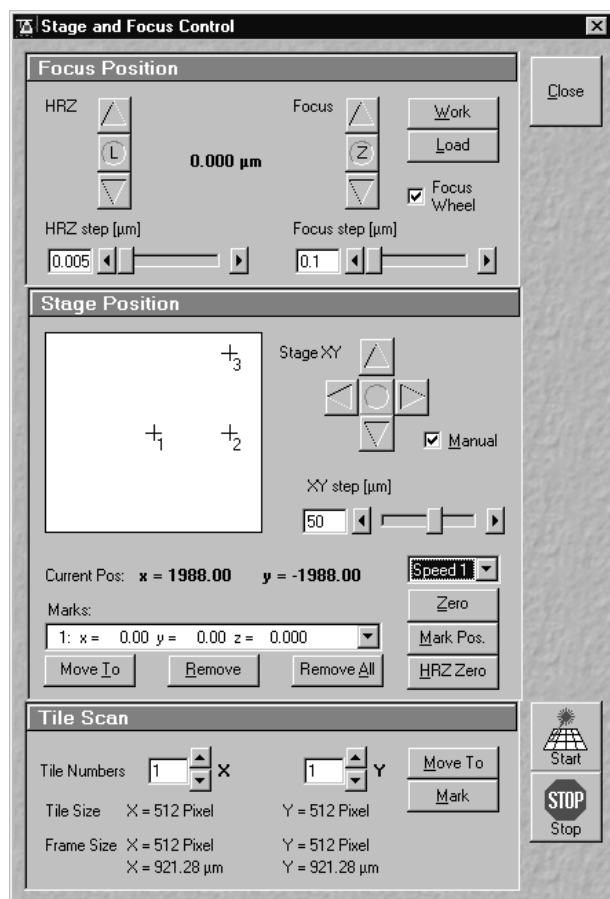 Stage and Focus Control
Focus Position
Close
HRZ
L
0.000 µm
Focus
Z
Work
Load
Focus
Wheel
HRZ step [µm]
0.005
Focus step [µm]
0.1
Stage Position
3
1
2
Stage XY
Manual
XY step [µm]
50
Current Pos: x = 1988.00 y = -1988.00
Speed 1
Zero
Marks:
1: x = 0.00 y = 0.00 z = 0.000
Mark Pos.
Move To
Remove
Remove All
HRZ Zero
Tile Scan
Tile Numbers 1 X 1 Y
Move To
Mark
Tile Size X = 512 Pixel Y = 512 Pixel
Frame Size X = 512 Pixel Y = 512 Pixel
X = 921.28 µm Y = 921.28 µm
Start
STOP
Stop